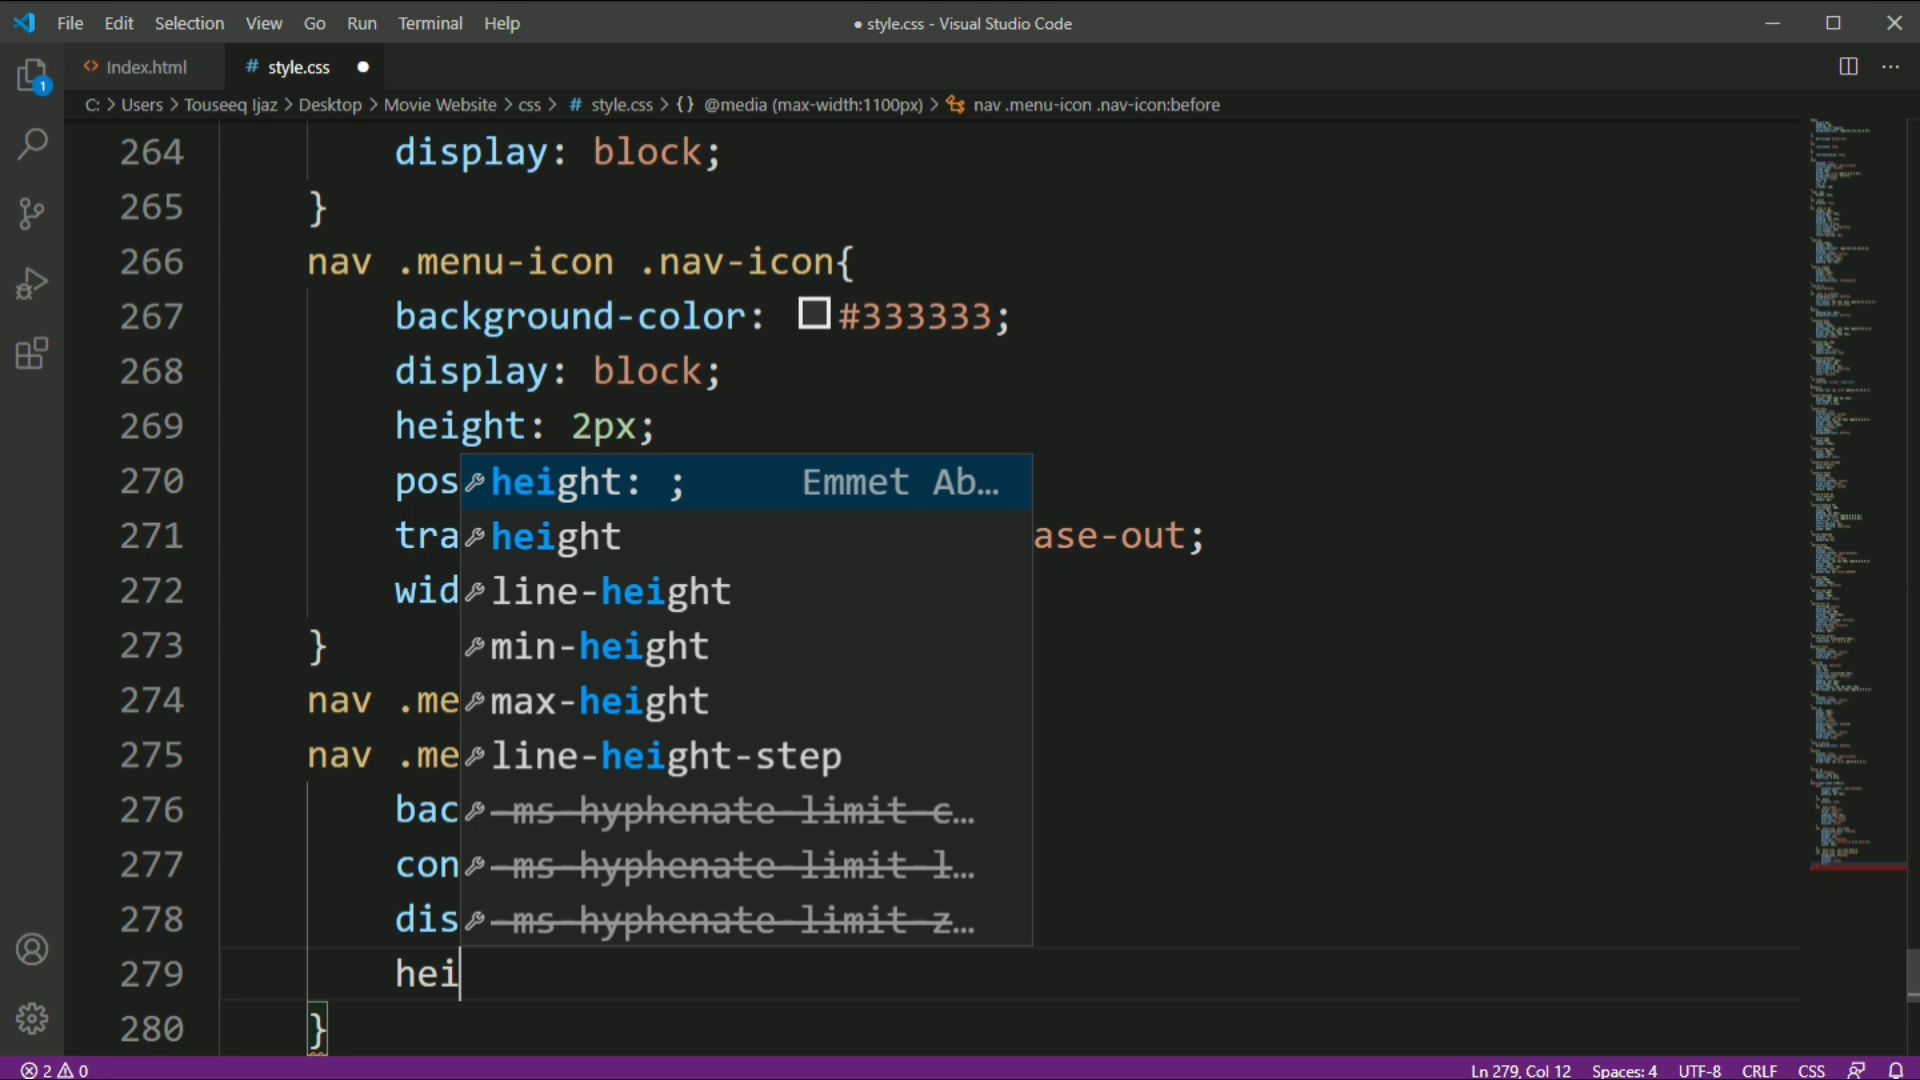 File Edit Selection View Go Run Terminal Help
● style.css - Visual Studio Code
Index.html
# style.css ●
C: > Users > Touseeq Ijaz > Desktop > Movie Website > css > # style.css > {} @media (max-width:1100px) > nav .menu-icon .nav-icon:before
264 display: block;
265 }
266 nav .menu-icon .nav-icon{
267 background-color: #333333;
268 display: block;
269 height: 2px;
270 pos
height: ; Emmet Ab…
271 tra
height
ase-out;
272 wid
line-height
273 }
min-height
274 nav .me
max-height
275 nav .me
line-height-step
276 bac
-ms-hyphenate-limit-c…
277 con
-ms-hyphenate-limit-l…
278 dis
-ms-hyphenate-limit-z…
279 hei
280 }
1
2 0
Ln 279, Col 12 Spaces: 4 UTF-8 CRLF CSS